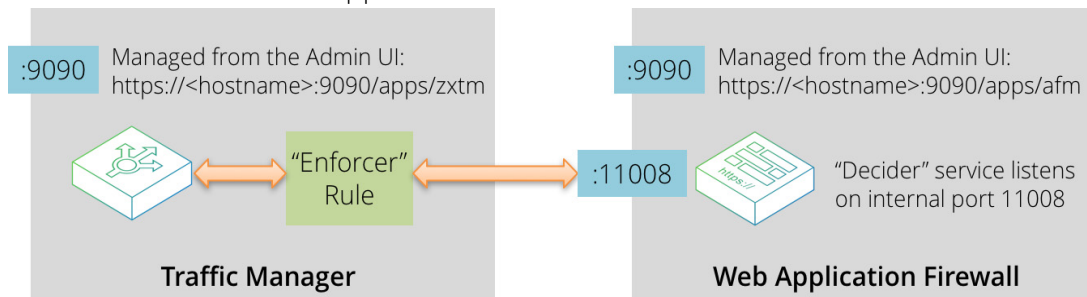 :9090
Managed from the Admin UI:
https://<hostname>:9090/apps/zxtm
“Enforcer”
Rule
Traffic Manager
:9090
Managed from the Admin UI:
https://<hostname>:9090/apps/afm
:11008
https://
“Decider” service listens
on internal port 11008
Web Application Firewall